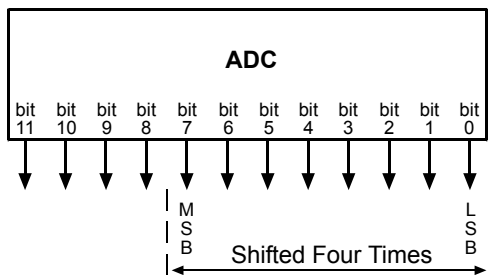 ADC
bit bit bit bit bit bit bit bit bit bit bit bit
11 10 9 8 7 6 5 4 3 2 1 0
MSB
LSB
Shifted Four Times